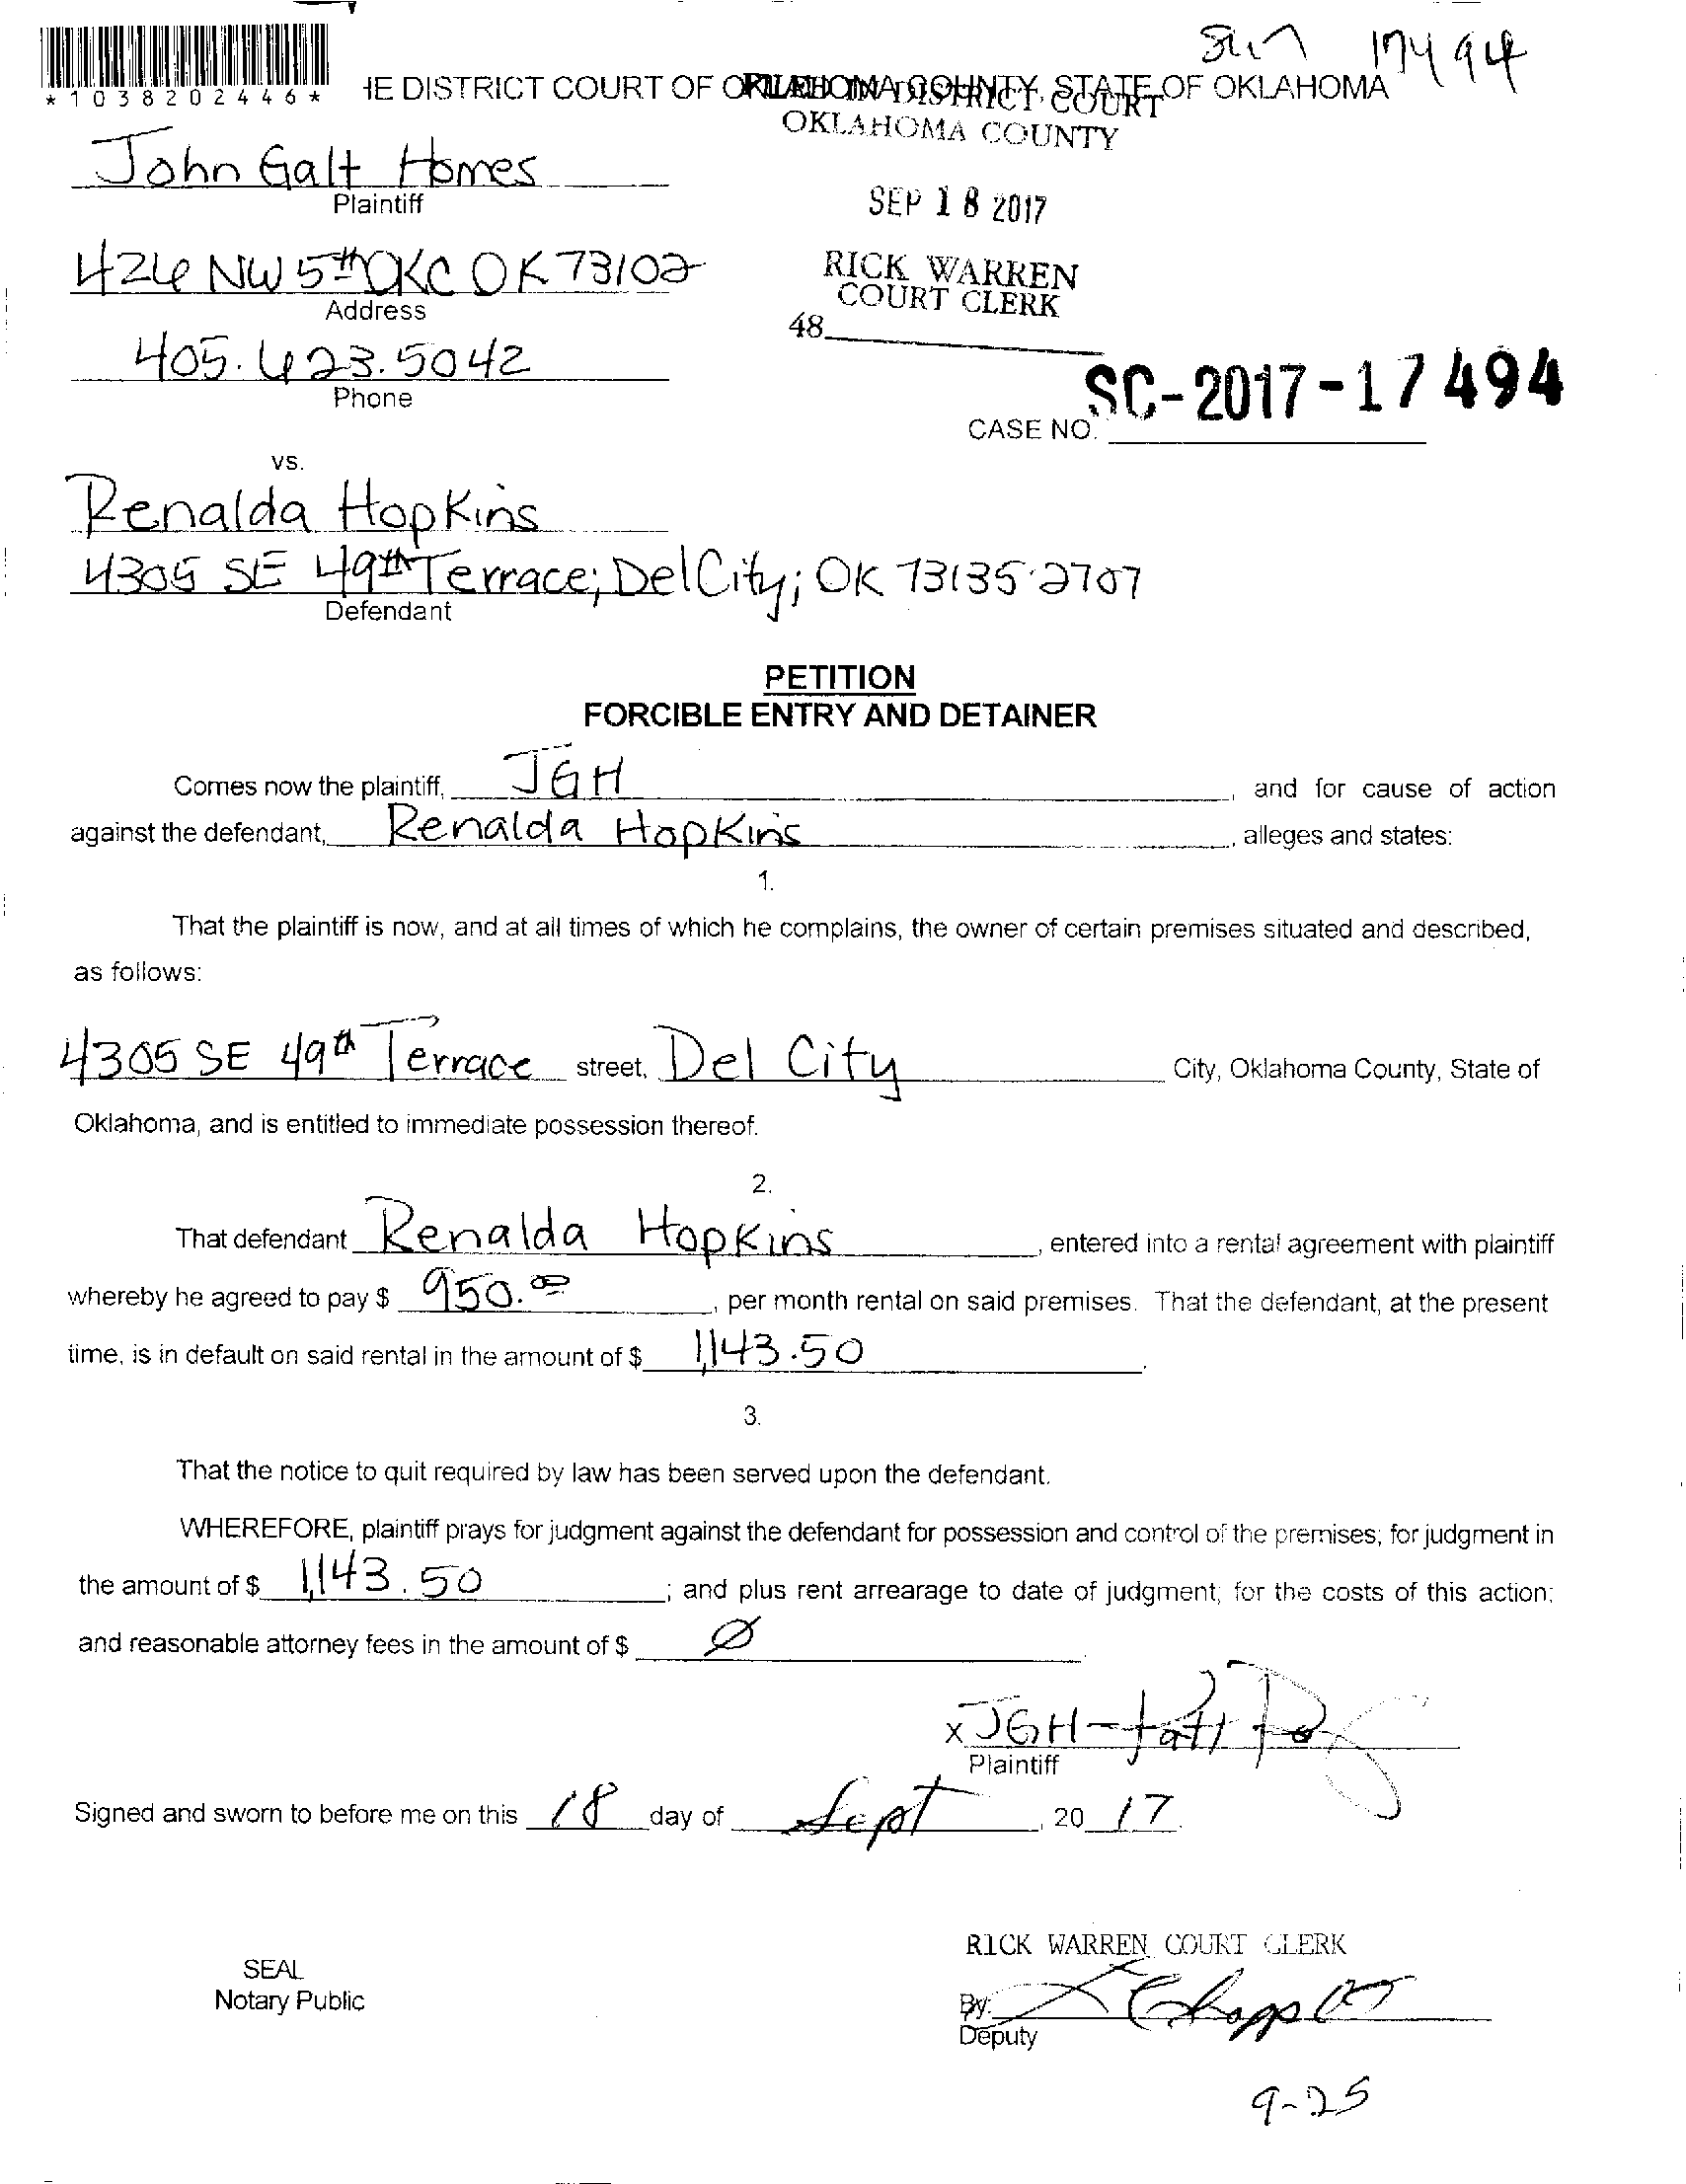 17494
*1038202446*
HE DISTRICT COURT OF OKLAHOMA COUNTY, STATE OF OKLAHOMA
FILED IN DISTRICT COURT
OKLAHOMA COUNTY
John Galt Homes
Plaintiff
SEP 18 2017
426 NW 5th OKC OK 73102
Address
RICK WARREN
COURT CLERK
48
405.623.5042
Phone
CASE NO. SC-2017-17494
vs.
Renalda Hopkins
4305 SE 49th Terrace; Del City; OK 73135-2707
Defendant
PETITION
FORCIBLE ENTRY AND DETAINER
Comes now the plaintiff, JGH, and for cause of action
against the defendant, Renalda Hopkins, alleges and states:
1.
That the plaintiff is now, and at all times of which he complains, the owner of certain premises situated and described,
as follows:
4305 SE 49th Terrace street, Del City City, Oklahoma County, State of
Oklahoma, and is entitled to immediate possession thereof.
2.
That defendant Renalda Hopkins, entered into a rental agreement with plaintiff
whereby he agreed to pay $ 950.00, per month rental on said premises. That the defendant, at the present
time, is in default on said rental in the amount of $ 1,143.50.
3.
That the notice to quit required by law has been served upon the defendant.
WHEREFORE, plaintiff prays for judgment against the defendant for possession and control of the premises; for judgment in
the amount of $ 1,143.50; and plus rent arrearage to date of judgment; for the costs of this action;
and reasonable attorney fees in the amount of $ Ø
x JGH-
Plaintiff
Signed and sworn to before me on this 18 day of Sept, 20 17.
RICK WARREN COURT CLERK
SEAL
Notary Public
By:
Deputy
9-25